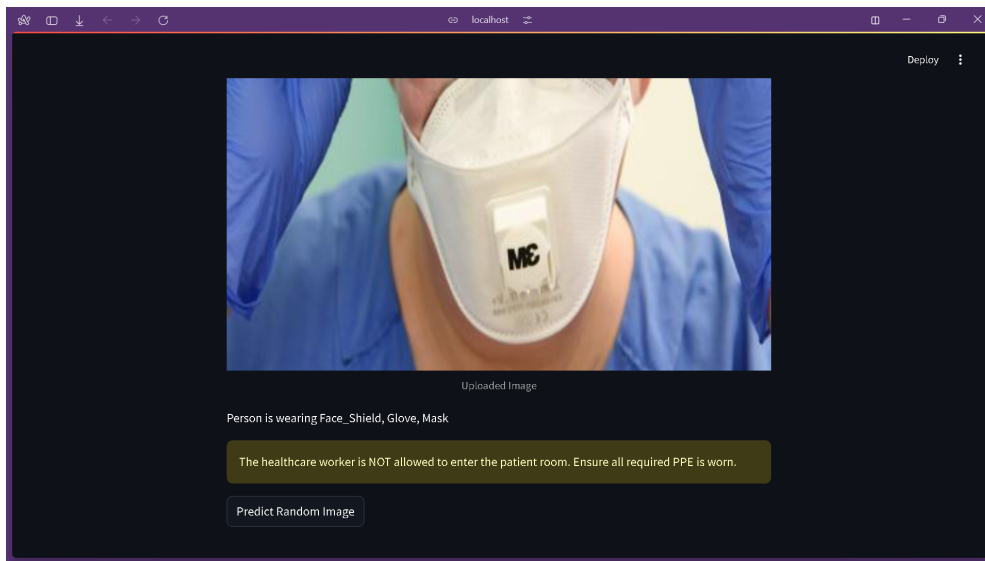 localhost
Deploy
3M
Uploaded Image
Person is wearing Face_Shield, Glove, Mask
The healthcare worker is NOT allowed to enter the patient room. Ensure all required PPE is worn.
Predict Random Image